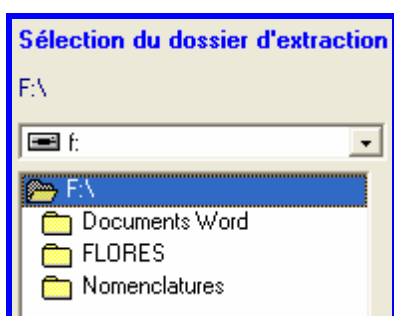 Sélection du dossier d'extraction
F:\
f:
F:\
Documents Word
FLORES
Nomenclatures